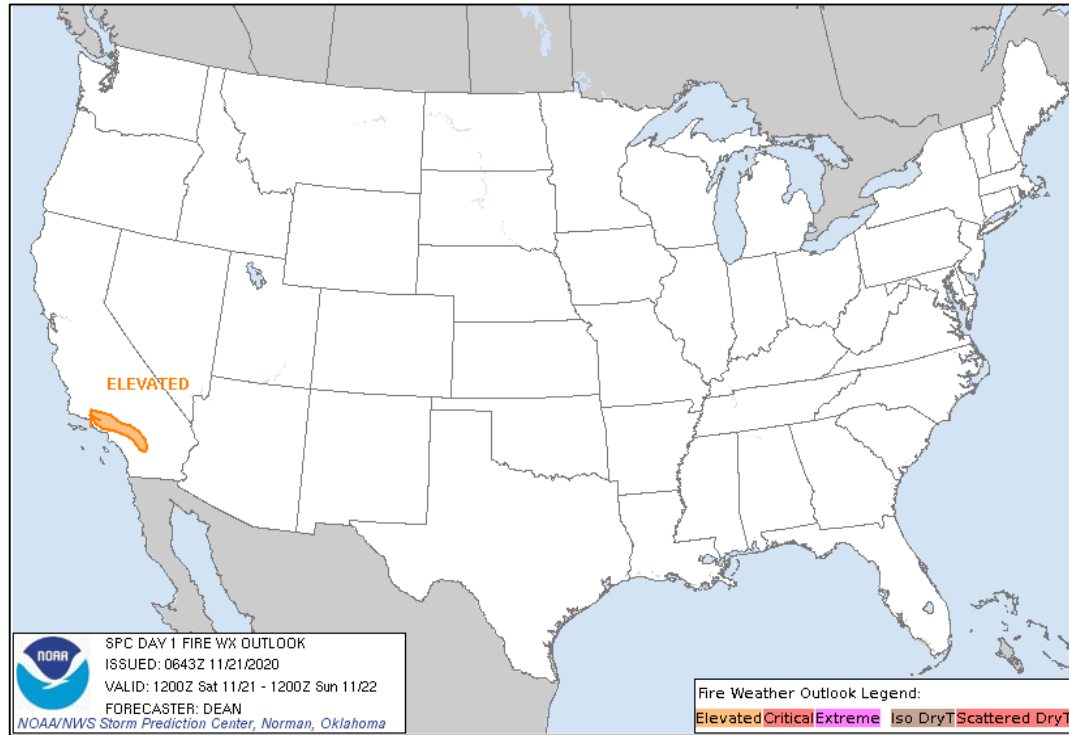 ELEVATED
NOAA
SPC DAY 1 FIRE WX OUTLOOK
ISSUED: 0643Z 11/21/2020
VALID: 1200Z Sat 11/21 - 1200Z Sun 11/22
FORECASTER: DEAN
NOAA/NWS Storm Prediction Center, Norman, Oklahoma
Fire Weather Outlook Legend:
Elevated Critical Extreme Iso DryT Scattered DryT